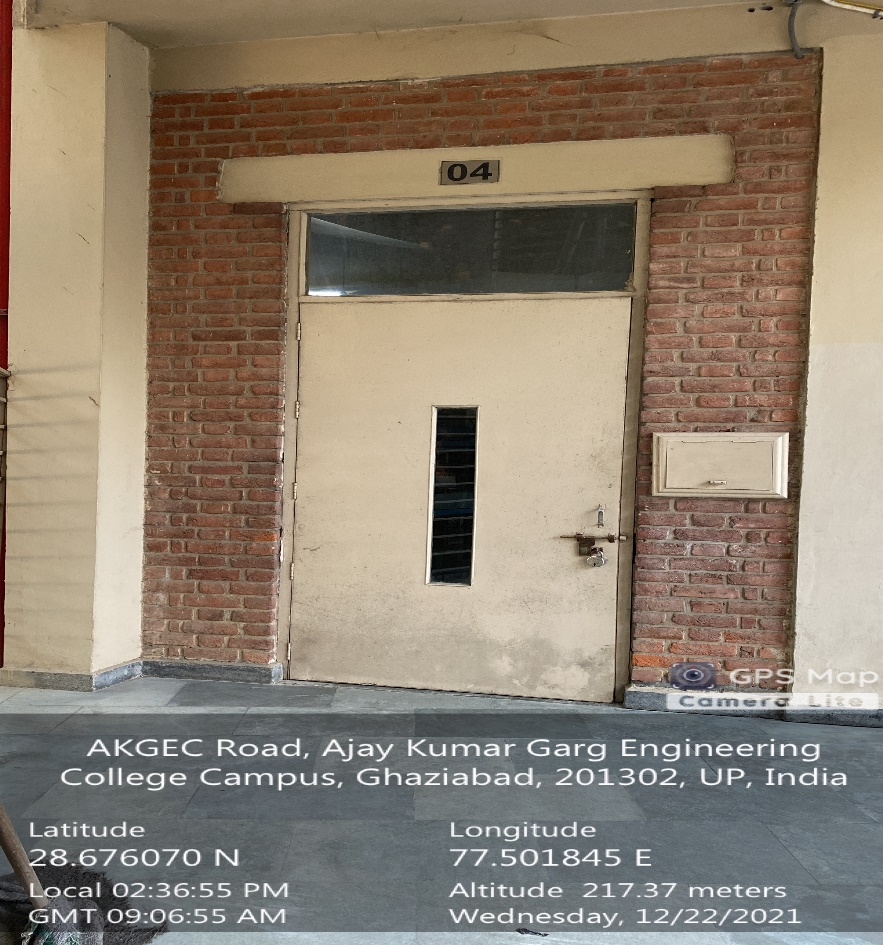 04
GPS Map
Camera Lite
AKGEC Road, Ajay Kumar Garg Engineering
College Campus, Ghaziabad, 201302, UP, India
Latitude
28.676070 N
Longitude
77.501845 E
Local 02:36:55 PM
GMT 09:06:55 AM
Altitude 217.37 meters
Wednesday, 12/22/2021